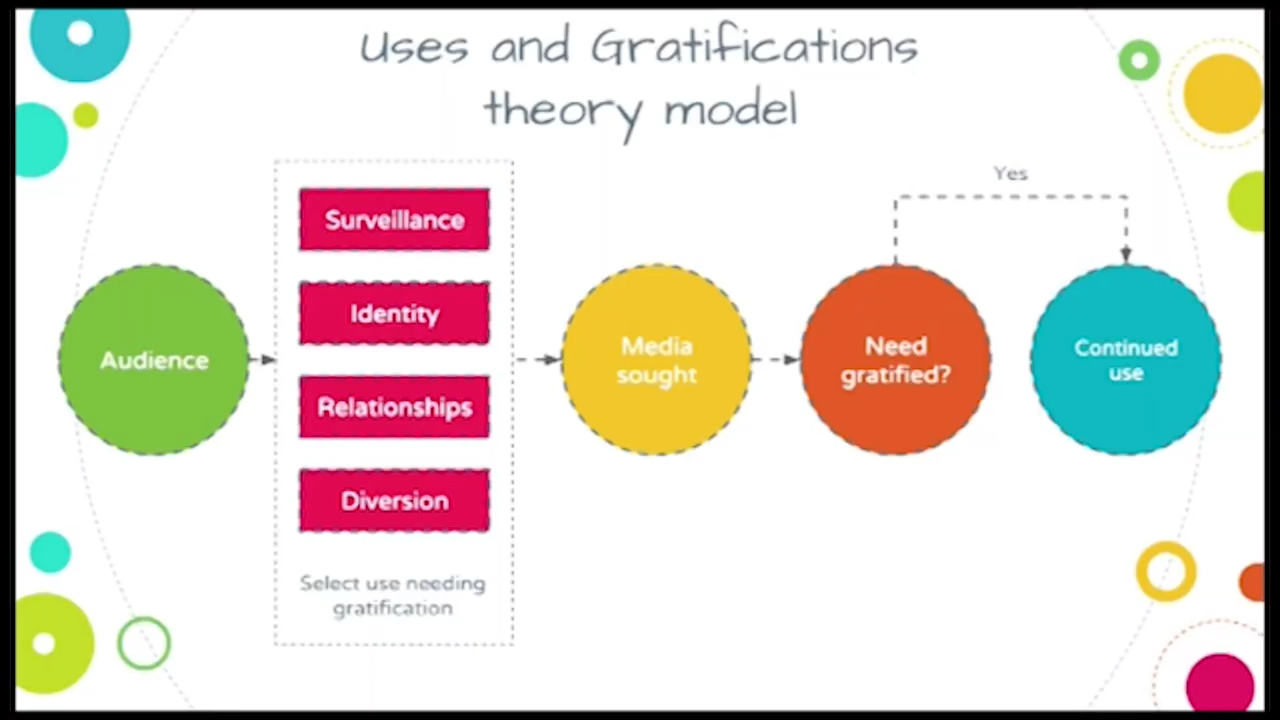 Uses and Gratifications
theory model
Audience
Surveillance
Identity
Relationships
Diversion
Select use needing
gratification
Media
sought
Need
gratified?
Yes
Continued
use